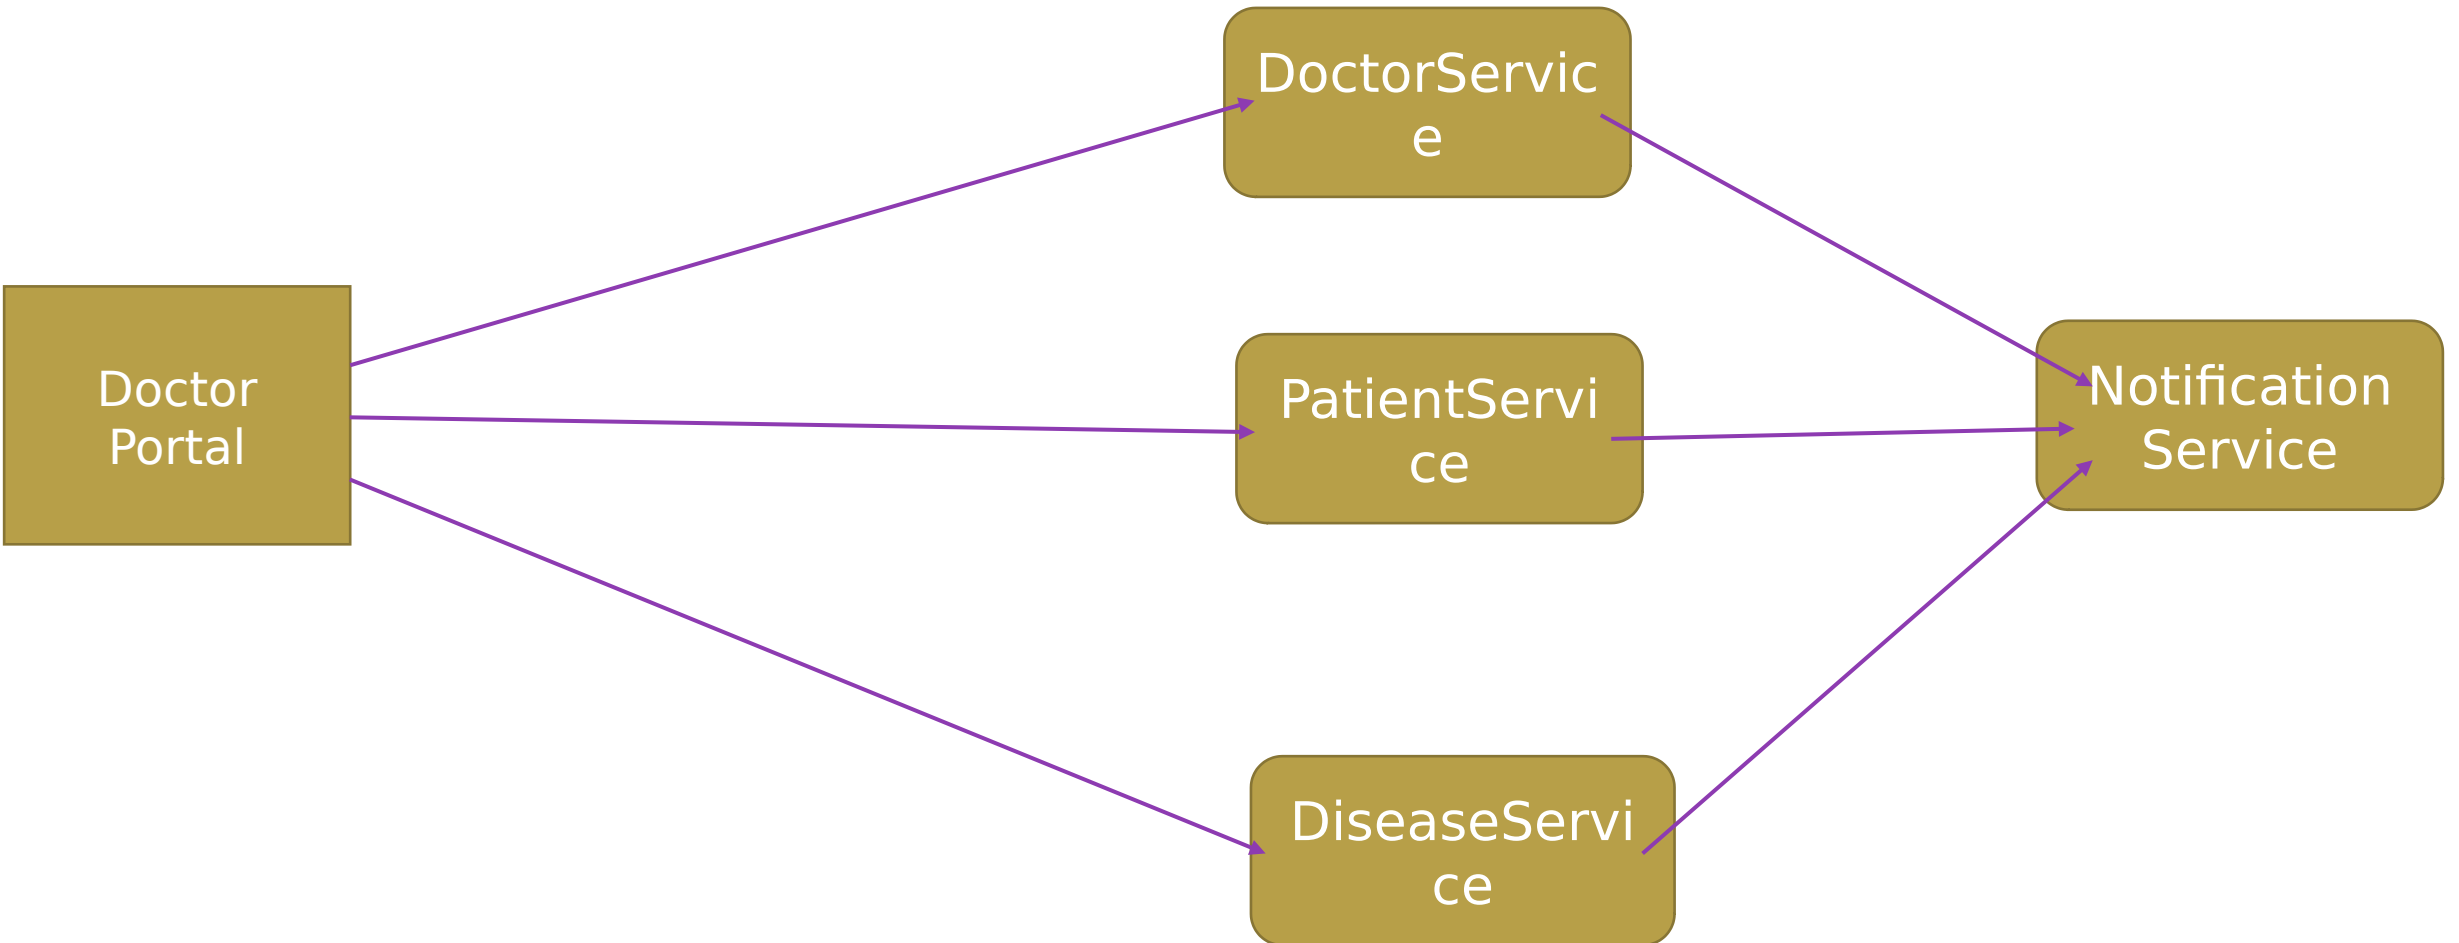 DoctorServic
e
Doctor
Portal
PatientServi
ce
Notification
Service
DiseaseServi
ce